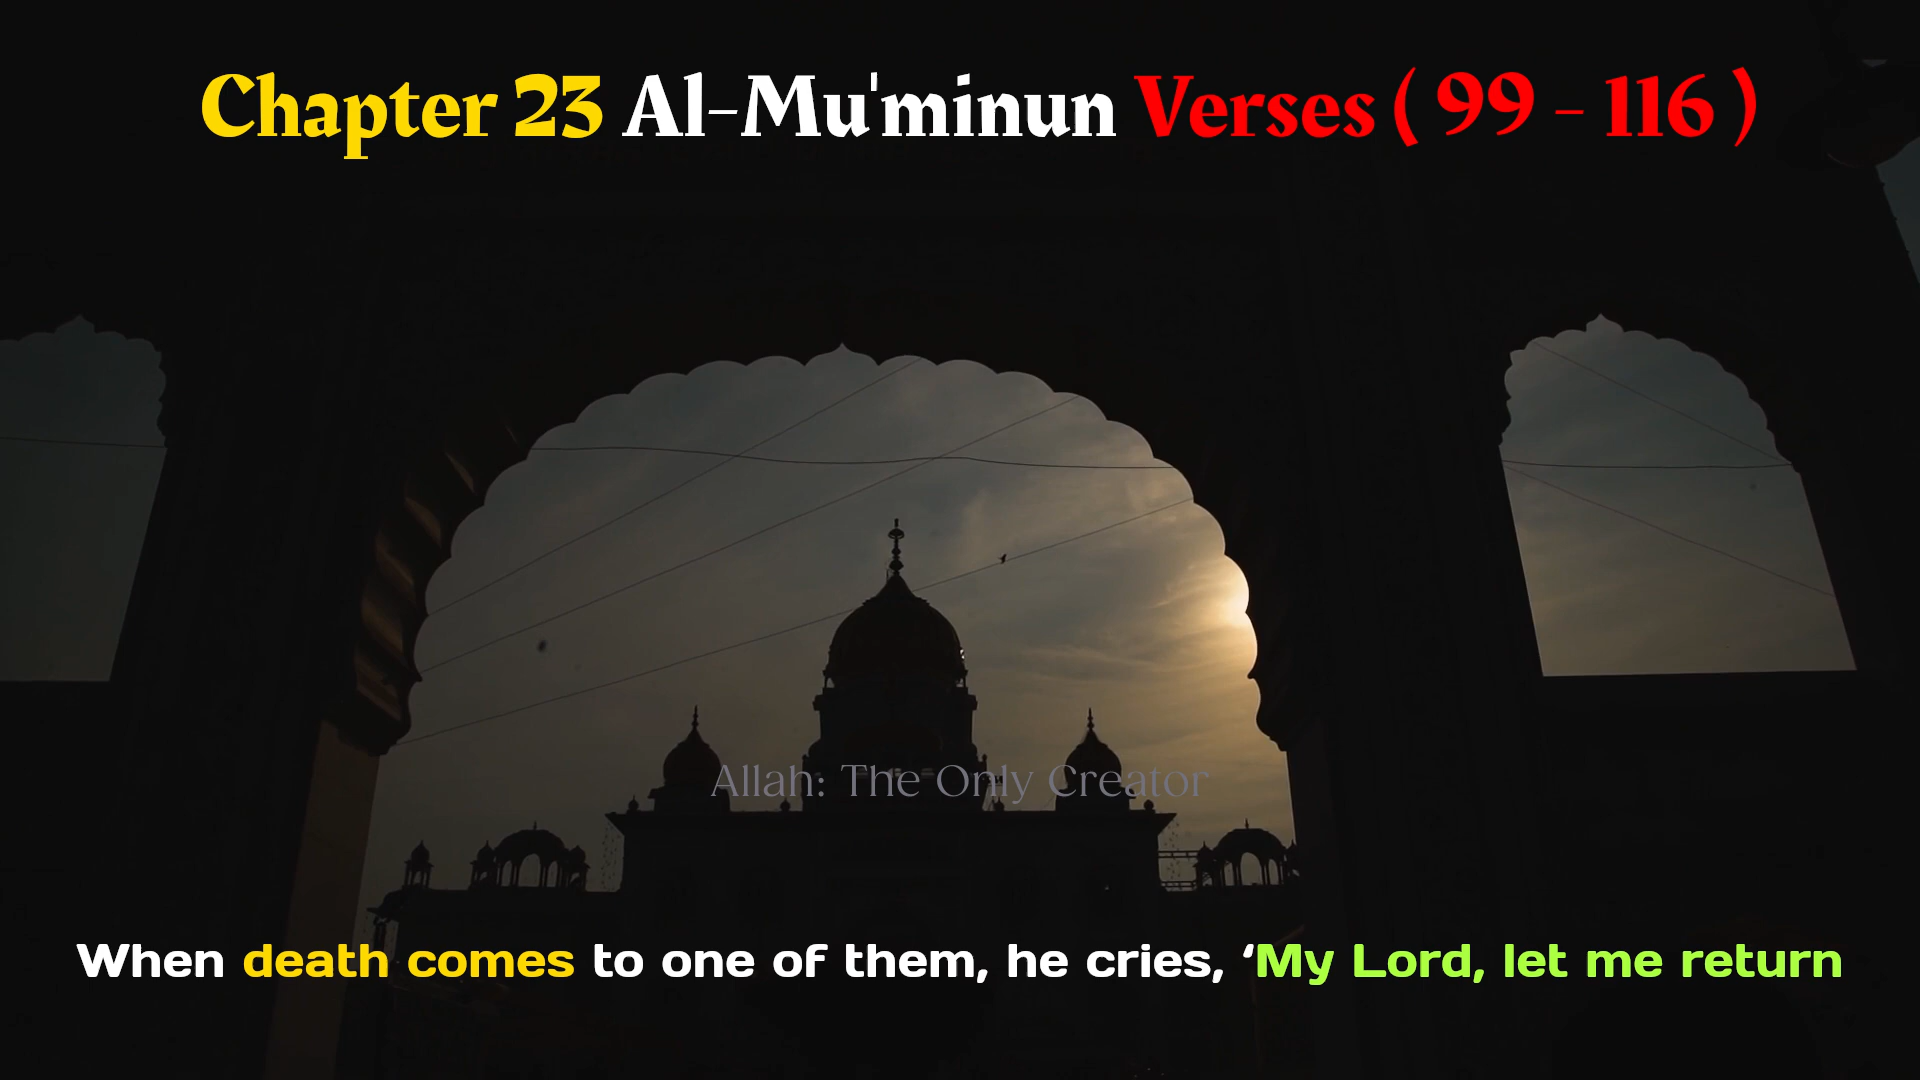 Chapter 23 Al-Mu'minun Verses ( 99 - 116 )
Allah: The Only Creator
When death comes to one of them, he cries, ‘My Lord, let me return